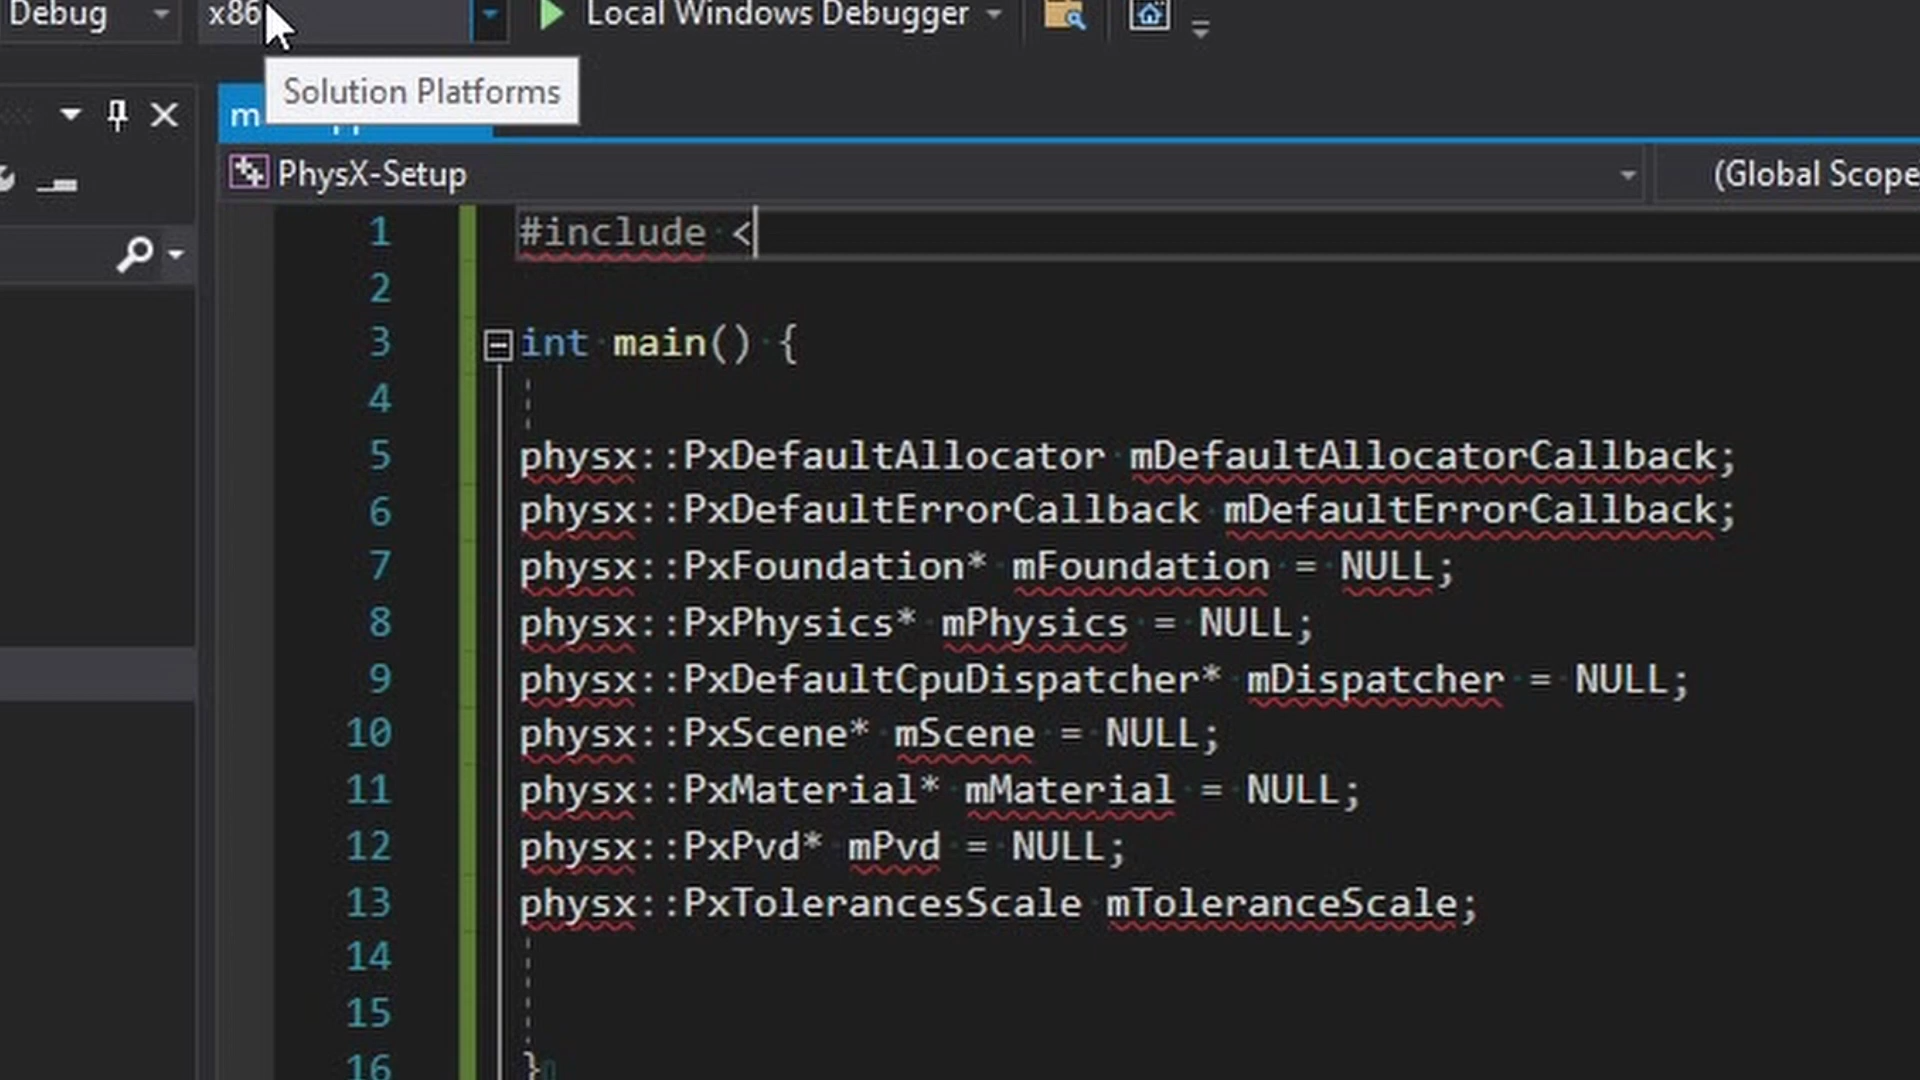 Debug x86 Local Windows Debugger
Solution Platforms
PhysX-Setup (Global Scope
1 #include <
2
3 int main() {
4
5 physx::PxDefaultAllocator mDefaultAllocatorCallback;
6 physx::PxDefaultErrorCallback mDefaultErrorCallback;
7 physx::PxFoundation* mFoundation = NULL;
8 physx::PxPhysics* mPhysics = NULL;
9 physx::PxDefaultCpuDispatcher* mDispatcher = NULL;
10 physx::PxScene* mScene = NULL;
11 physx::PxMaterial* mMaterial = NULL;
12 physx::PxPvd* mPvd = NULL;
13 physx::PxTolerancesScale mToleranceScale;
14
15
16 }